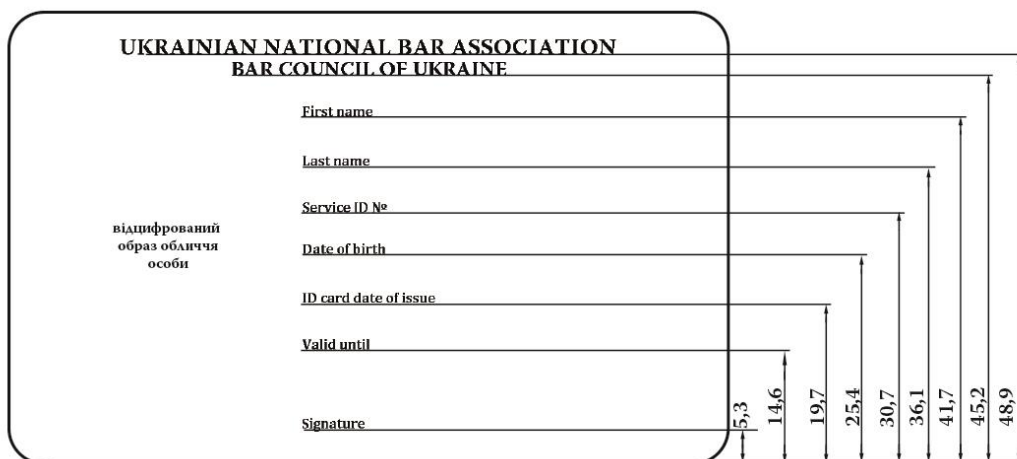 UKRAINIAN NATIONAL BAR ASSOCIATION
BAR COUNCIL OF UKRAINE
First name
Last name
Service ID №
відцифрований
образ обличчя
особи
Date of birth
ID card date of issue
Valid until
Signature
5,3
14,6
19,7
25,4
30,7
36,1
41,7
45,2
48,9